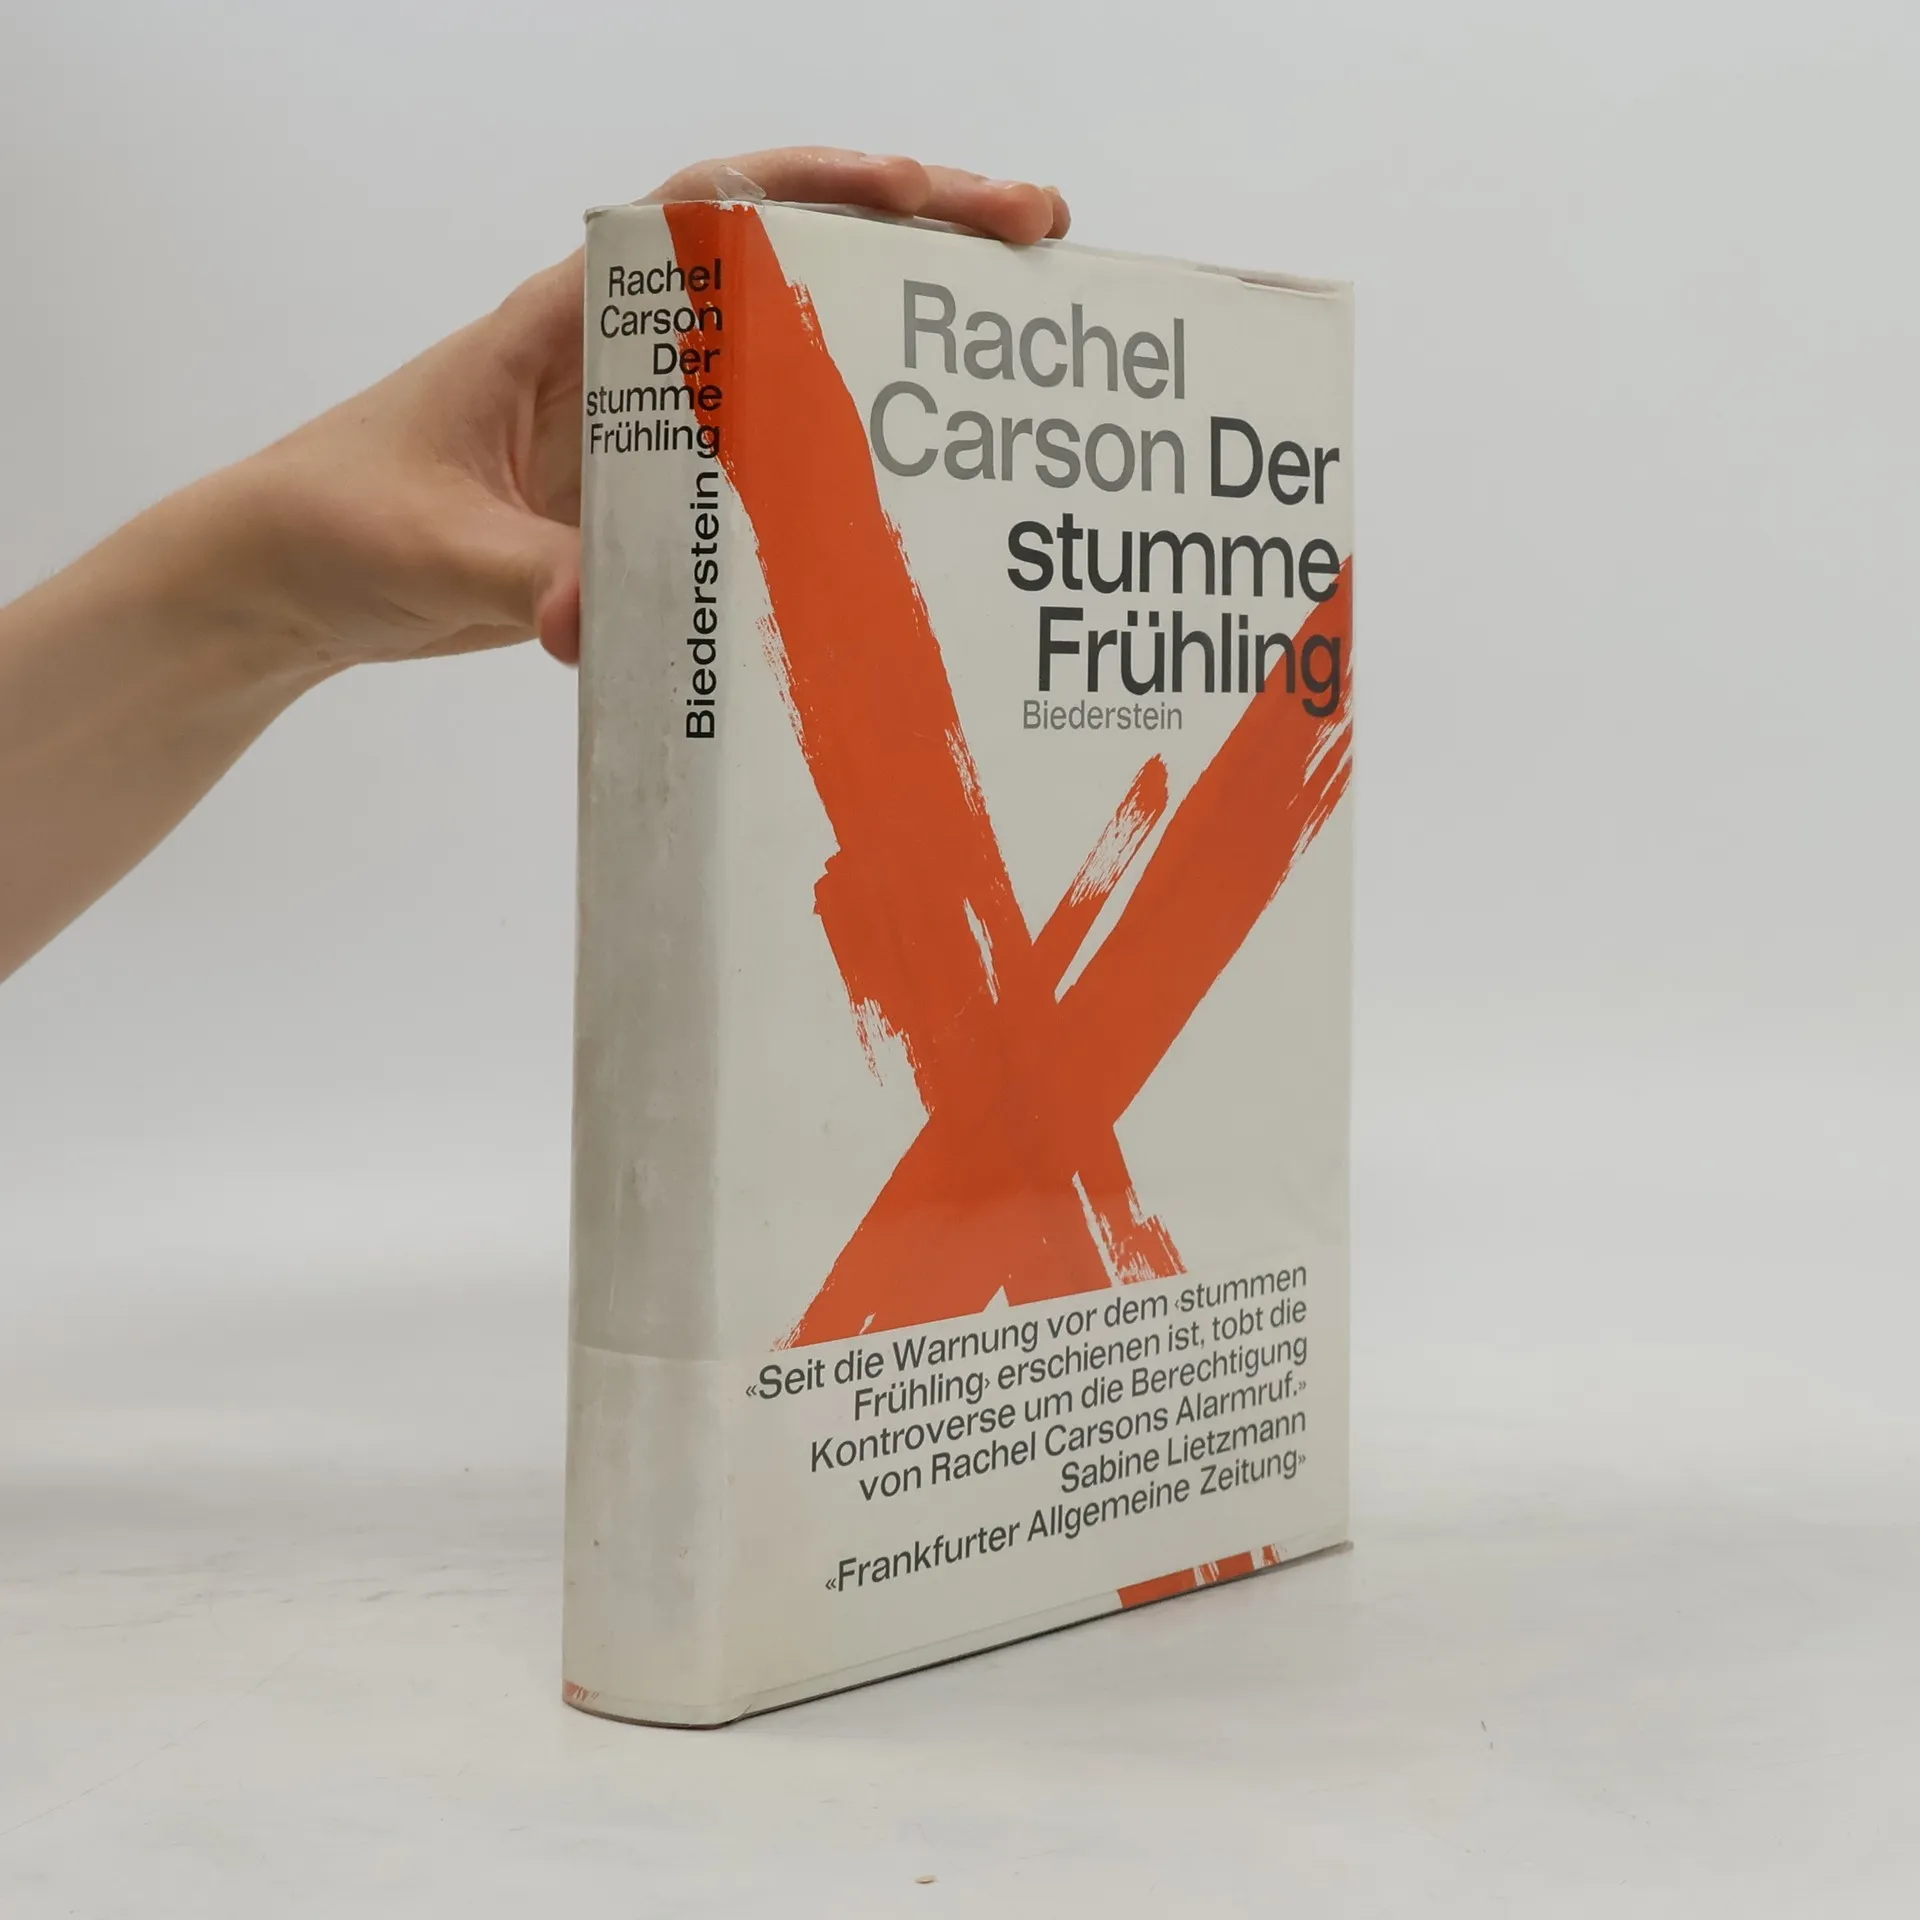 Rachel
Carson
Der
stumme
Frühling
Biederstein
Rachel
Carson Der
stumme
Frühling
Biederstein
«Seit die Warnung vor dem ‹stummen
Frühling› erschienen ist, tobt die
Kontroverse um die Berechtigung
von Rachel Carsons Alarmruf.»
Sabine Lietzmann
«Frankfurter Allgemeine Zeitung»